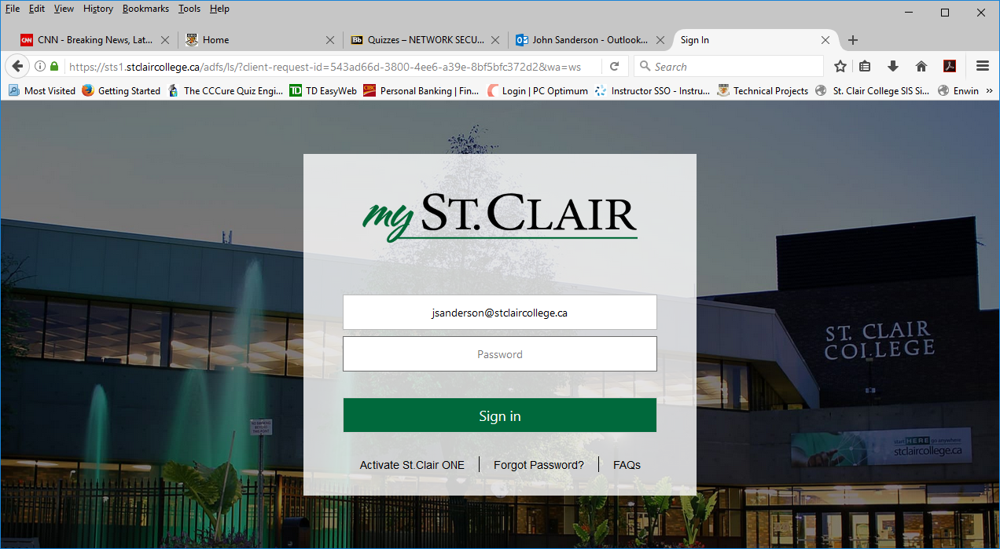 File Edit View History Bookmarks Tools Help
CNN - Breaking News, Lat... Home Bb Quizzes – NETWORK SECU... John Sanderson - Outlook... Sign In
https://sts1.stclaircollege.ca/adfs/ls/?client-request-id=543ad66d-3800-4ee6-a39e-8bf5bfc372d2&wa=ws Search
Most Visited Getting Started The CCCure Quiz Engi... TD TD EasyWeb CIBC Personal Banking | Fin... Login | PC Optimum Instructor SSO - Instru... Technical Projects St. Clair College SIS Si... Enwin »
my ST. CLAIR
jsanderson@stclaircollege.ca
Password
Sign in
Activate St.Clair ONE | Forgot Password? | FAQs
ST. CLAIR
COLLEGE
start HERE go anywhere
stclaircollege.ca